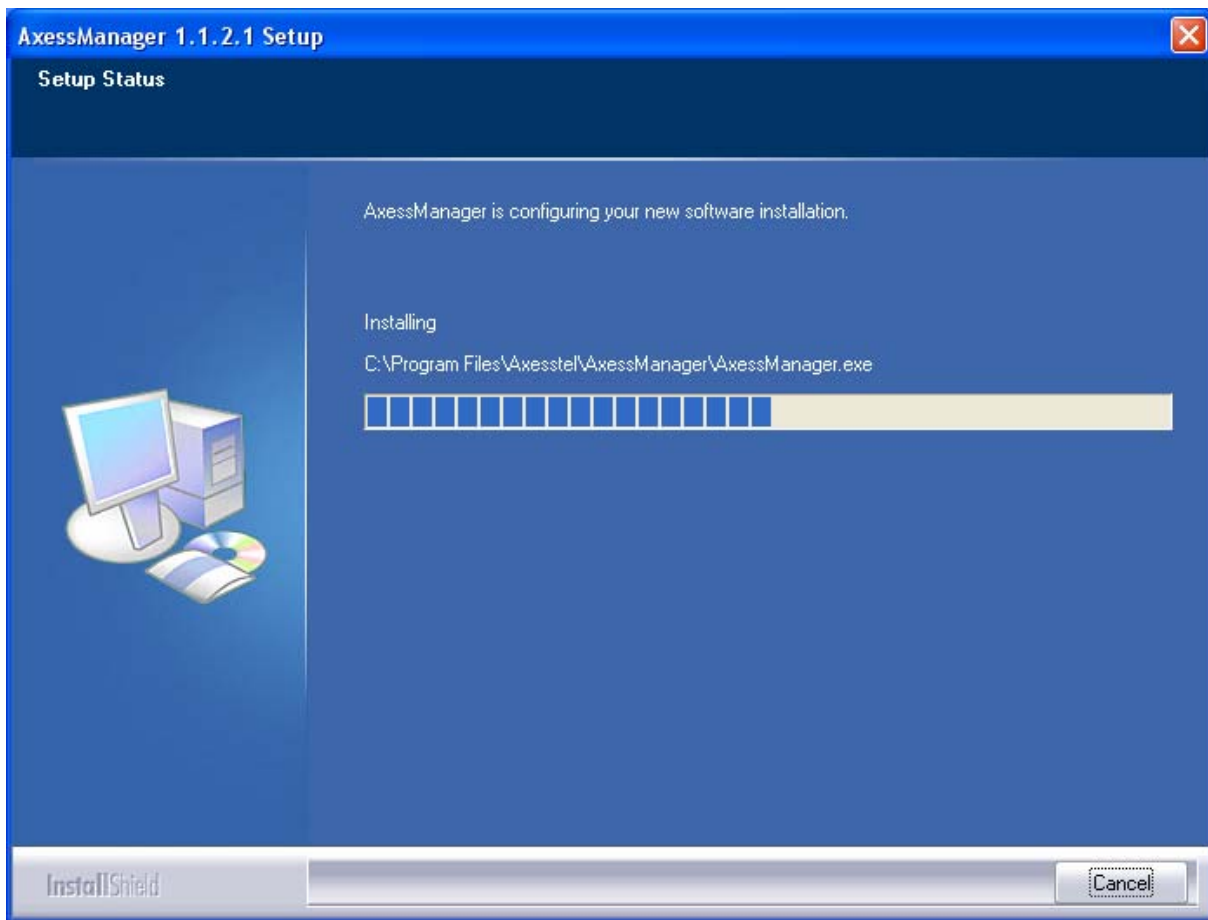 AxessManager 1.1.2.1 Setup
Setup Status
AxessManager is configuring your new software installation.
Installing
C:\Program Files\Axesstel\AxessManager\AxessManager.exe
InstallShield
Cancel